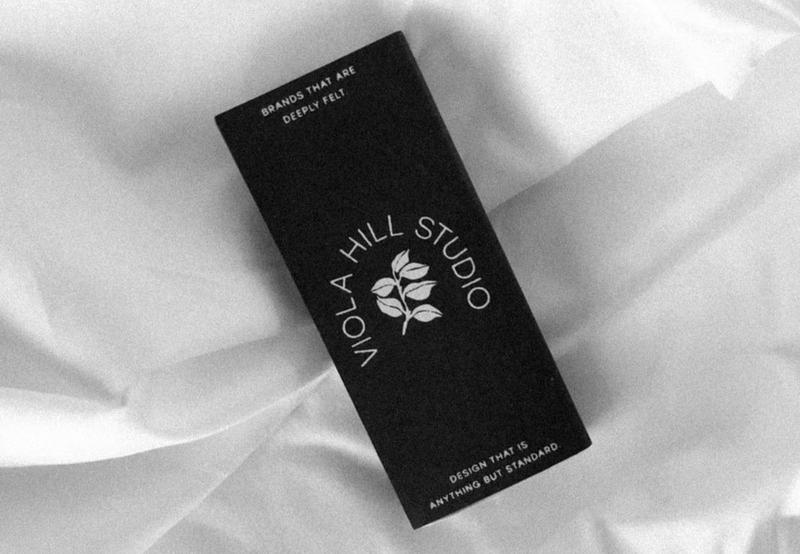 BRANDS THAT ARE
DEEPLY FELT.
VIOLA HILL STUDIO
DESIGN THAT IS
ANYTHING BUT STANDARD.